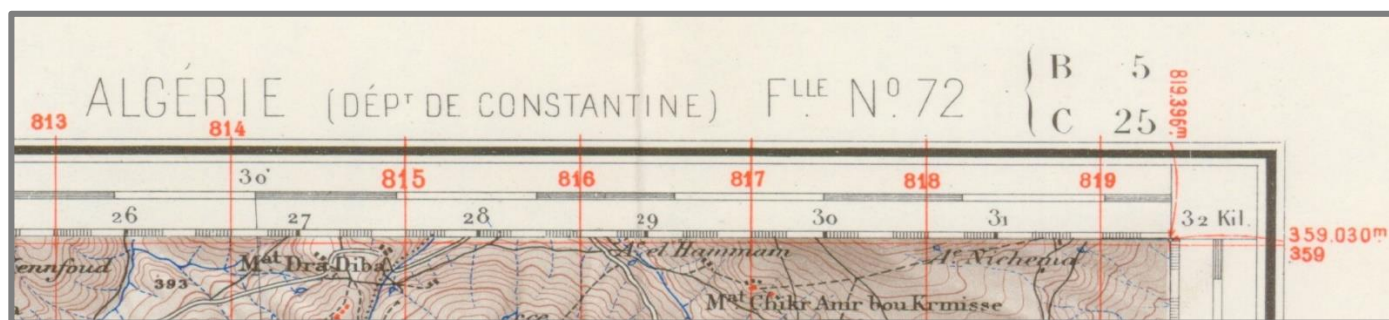 ALGÉRIE (DÉPT DE CONSTANTINE) FLLE NO. 72 { B 5
C 25
819.396m.
813 814
30' 815 816 817 818 819
26 27 28 29 30 31 32 Kil.
359.030m.
359
Mat Dra Diba
Aïn el Hammam
An Nichema
393
Mat Chikr Amir bou Krmisse